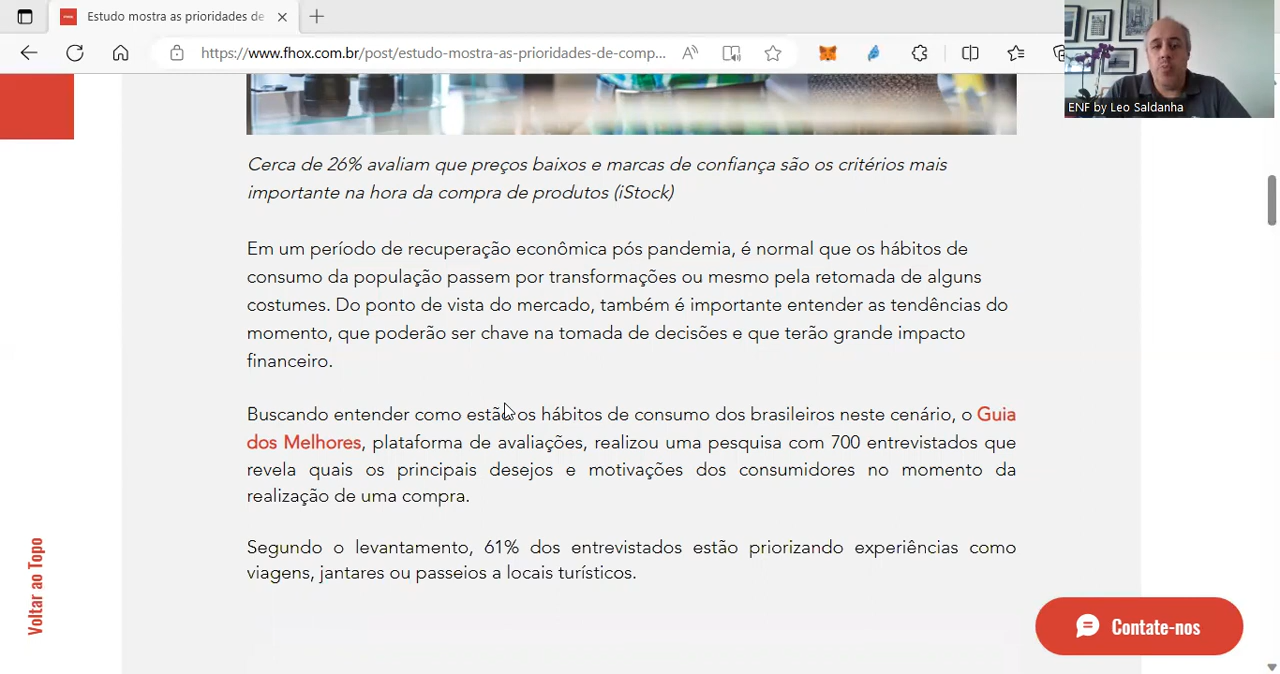 Estudo mostra as prioridades de
https://www.fhox.com.br/post/estudo-mostra-as-prioridades-de-comp...
ENF by Leo Saldanha
Cerca de 26% avaliam que preços baixos e marcas de confiança são os critérios mais
importante na hora da compra de produtos (iStock)
Em um período de recuperação econômica pós pandemia, é normal que os hábitos de
consumo da população passem por transformações ou mesmo pela retomada de alguns
costumes. Do ponto de vista do mercado, também é importante entender as tendências do
momento, que poderão ser chave na tomada de decisões e que terão grande impacto
financeiro.
Buscando entender como estão os hábitos de consumo dos brasileiros neste cenário, o Guia
dos Melhores, plataforma de avaliações, realizou uma pesquisa com 700 entrevistados que
revela quais os principais desejos e motivações dos consumidores no momento da
realização de uma compra.
Segundo o levantamento, 61% dos entrevistados estão priorizando experiências como
viagens, jantares ou passeios a locais turísticos.
Voltar ao Topo
Contate-nos